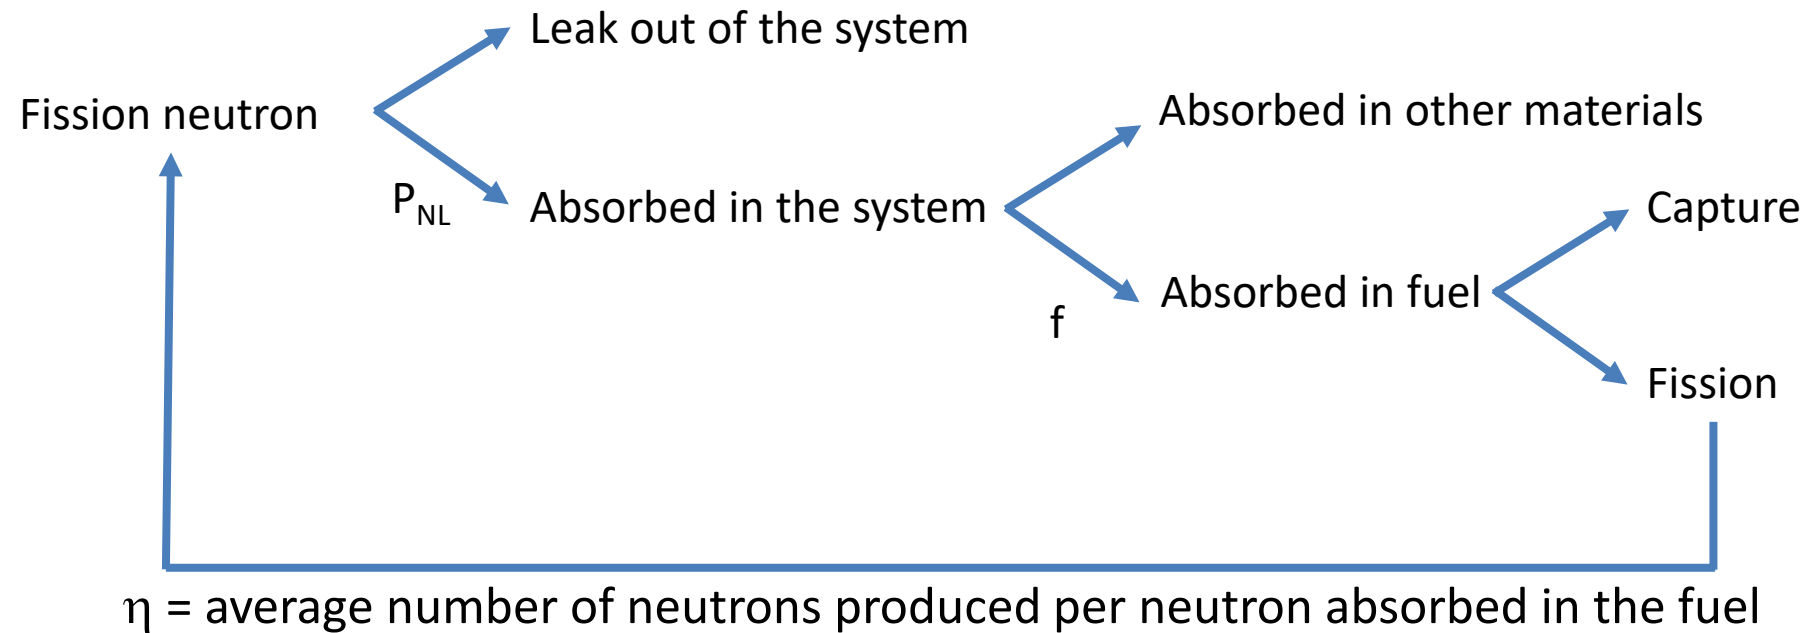 Leak out of the system
Fission neutron
Absorbed in other materials
P_NL
Absorbed in the system
Capture
Absorbed in fuel
f
Fission
η = average number of neutrons produced per neutron absorbed in the fuel